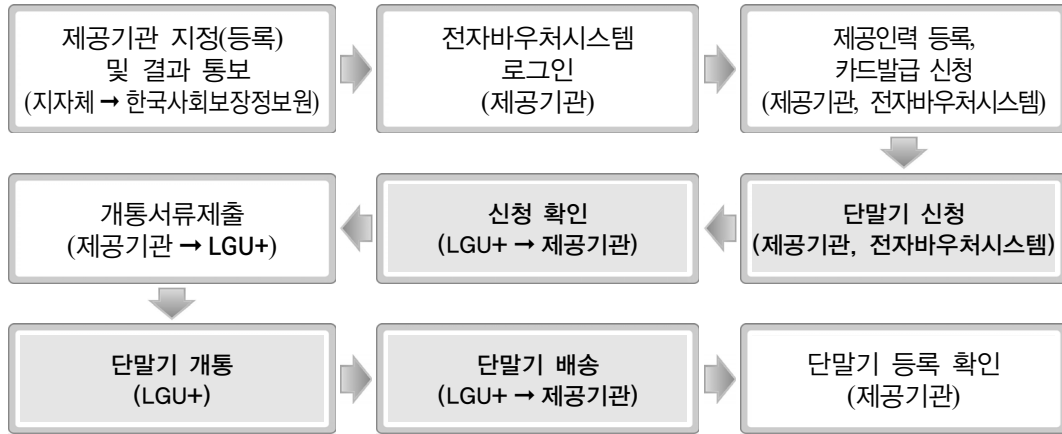 제공기관 지정(등록)
및 결과 통보
(지자체 → 한국사회보장정보원)
전자바우처시스템
로그인
(제공기관)
제공인력 등록,
카드발급 신청
(제공기관, 전자바우처시스템)
단말기 신청
(제공기관, 전자바우처시스템)
신청 확인
(LGU+ → 제공기관)
개통서류제출
(제공기관 → LGU+)
단말기 개통
(LGU+)
단말기 배송
(LGU+ → 제공기관)
단말기 등록 확인
(제공기관)